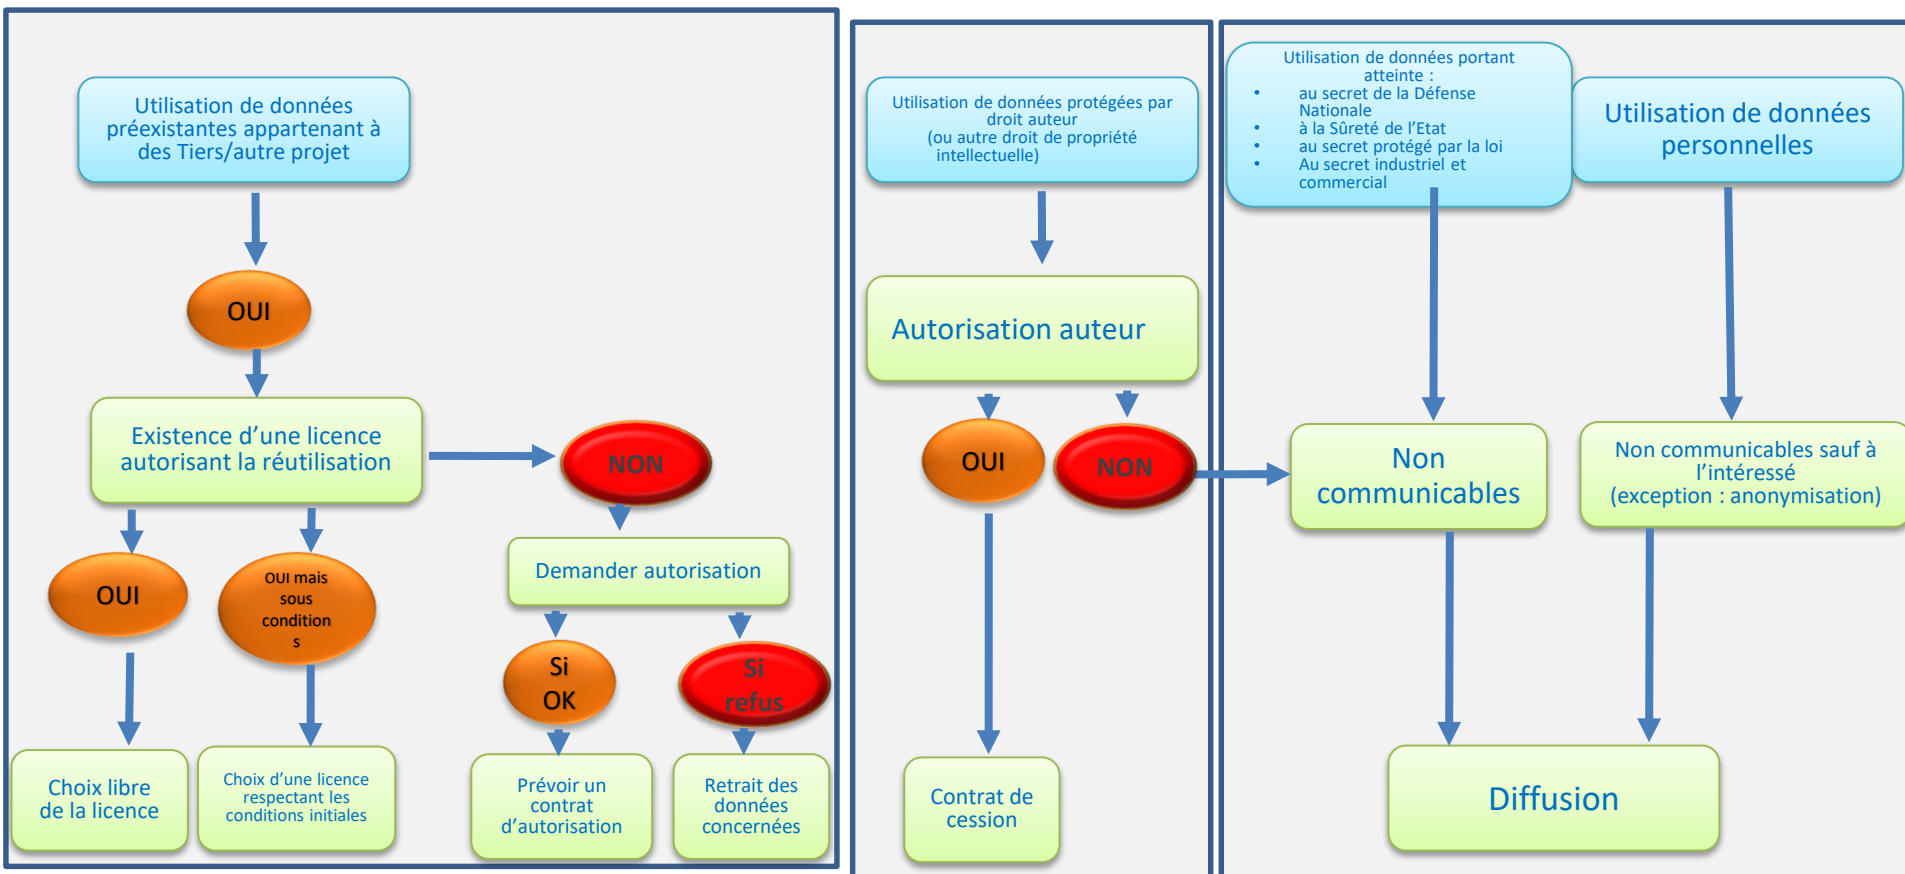 Utilisation de données
préexistantes appartenant à
des Tiers/autre projet
OUI
Existence d’une licence
autorisant la réutilisation
NON
OUI
OUI mais
sous
condition
s
Demander autorisation
Si
OK
Si
refus
Choix libre
de la licence
Choix d’une licence
respectant les
conditions initiales
Prévoir un
contrat
d’autorisation
Retrait des
données
concernées
Utilisation de données protégées par
droit auteur
(ou autre droit de propriété
intellectuelle)
Autorisation auteur
OUI
NON
Contrat de
cession
Utilisation de données portant
atteinte :
• au secret de la Défense
Nationale
• à la Sûreté de l’Etat
• au secret protégé par la loi
• Au secret industriel et
commercial
Utilisation de données
personnelles
Non
communicables
Non communicables sauf à
l’intéressé
(exception : anonymisation)
Diffusion